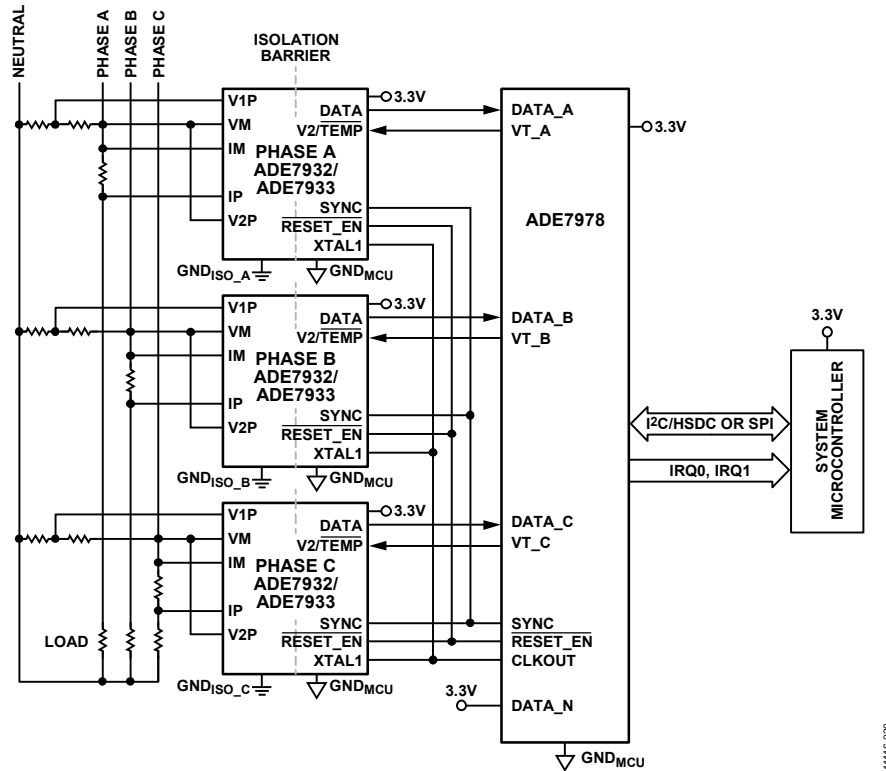 NEUTRAL
PHASE A
PHASE B
PHASE C
ISOLATION
BARRIER
V1P
VM
IM
IP
V2P
PHASE A
ADE7932/
ADE7933
3.3V
DATA
V2/TEMP
SYNC
RESET_EN
XTAL1
GNDISO_A
GNDMCU
V1P
VM
IM
IP
V2P
PHASE B
ADE7932/
ADE7933
3.3V
DATA
V2/TEMP
SYNC
RESET_EN
XTAL1
GNDISO_B
GNDMCU
V1P
VM
IM
IP
V2P
PHASE C
ADE7932/
ADE7933
3.3V
DATA
V2/TEMP
SYNC
RESET_EN
XTAL1
GNDISO_C
GNDMCU
LOAD
DATA_A
VT_A
3.3V
ADE7978
DATA_B
VT_B
DATA_C
VT_C
SYNC
RESET_EN
CLKOUT
3.3V
DATA_N
GNDMCU
I2C/HSDC OR SPI
IRQ0, IRQ1
3.3V
SYSTEM
MICROCONTROLLER